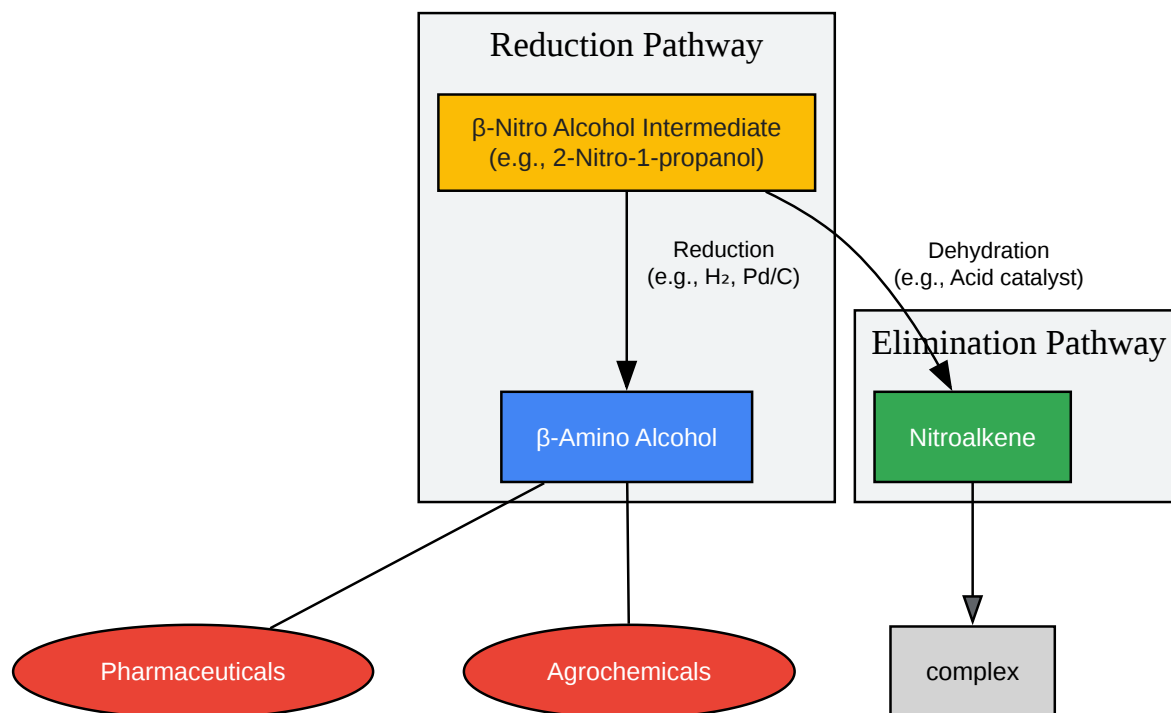 Reduction Pathway
β-Nitro Alcohol Intermediate
(e.g., 2-Nitro-1-propanol)
Reduction
(e.g., H₂, Pd/C)
Dehydration
(e.g., Acid catalyst)
Elimination Pathway
β-Amino Alcohol
Nitroalkene
Pharmaceuticals
Agrochemicals
complex